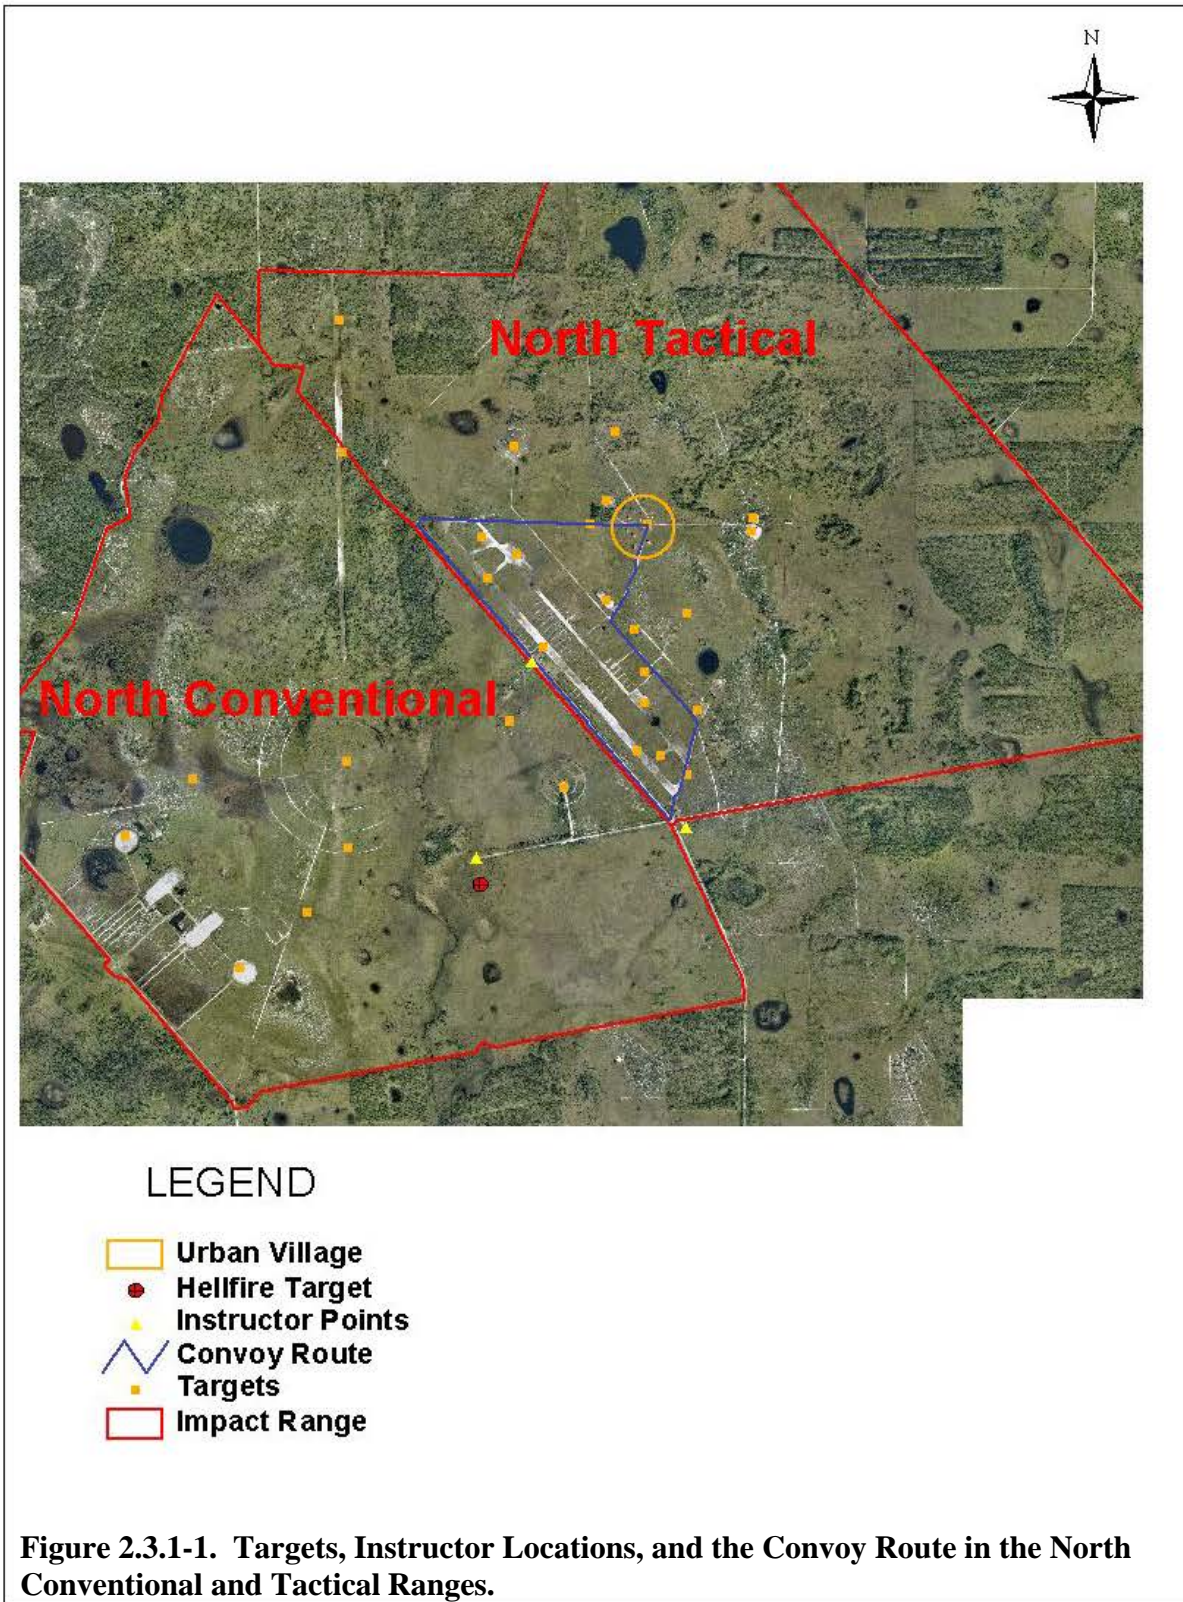 N
North Tactical
North Conventional
LEGEND
Urban Village
Hellfire Target
Instructor Points
Convoy Route
Targets
Impact Range
Figure 2.3.1-1. Targets, Instructor Locations, and the Convoy Route in the North
Conventional and Tactical Ranges.